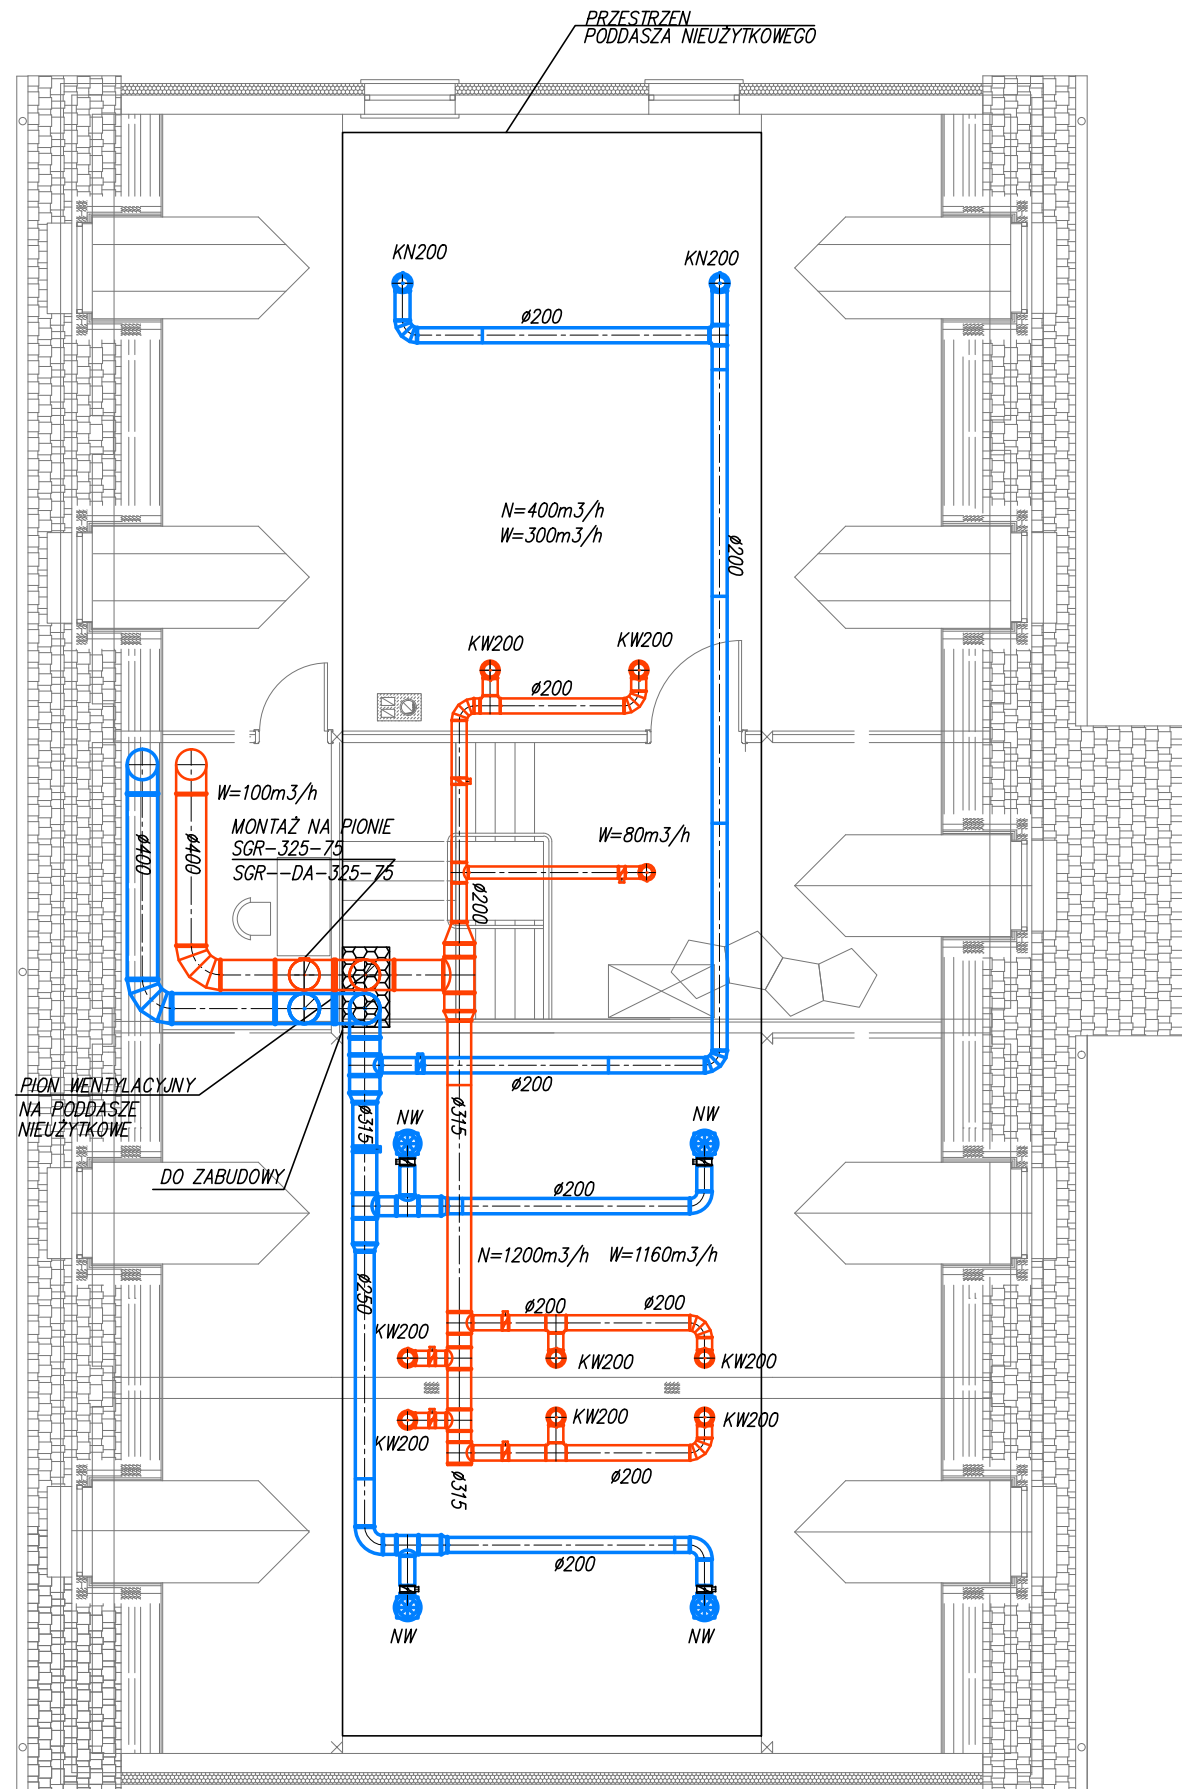 PRZESTRZEN
PODDASZA NIEUŻYTKOWEGO
KN200
KN200
ø200
N=400m3/h
W=300m3/h
ø200
KW200
KW200
ø200
W=100m3/h
MONTAŻ NA PIONIE
SGR-325-75
SGR--DA-325-75
W=80m3/h
ø400
ø400
ø200
PION WENTYLACYJNY
NA PODDASZE
NIEUŻYTKOWE
ø200
ø315
ø315
NW
NW
DO ZABUDOWY
ø200
N=1200m3/h
W=1160m3/h
ø250
ø200
ø200
KW200
KW200
KW200
KW200
KW200
KW200
ø200
ø315
ø200
NW
NW